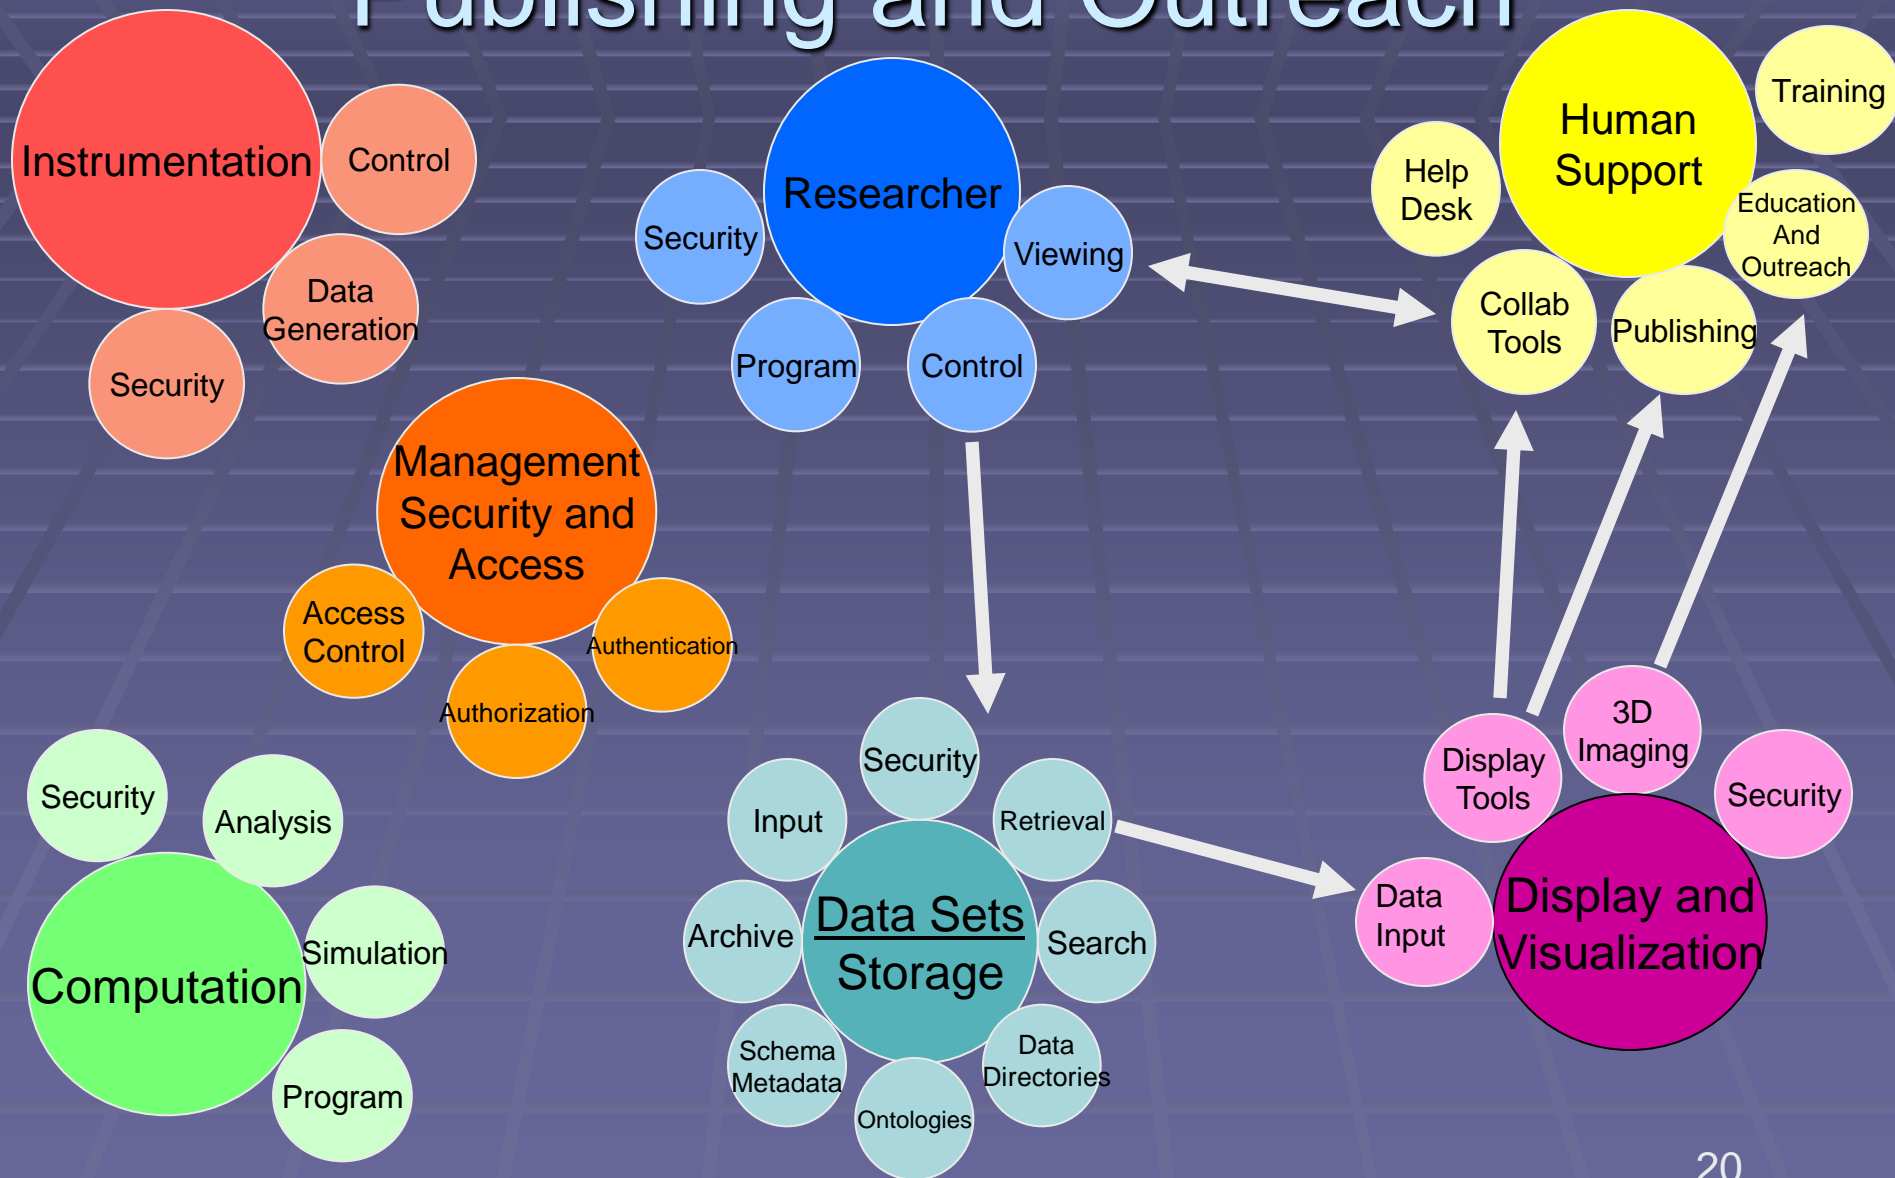 Publishing and Outreach
Instrumentation
Control
Data
Generation
Security
Researcher
Security
Viewing
Program
Control
Human
Support
Training
Help
Desk
Education
And
Outreach
Collab
Tools
Publishing
Management
Security and
Access
Access
Control
Authentication
Authorization
Security
Analysis
Simulation
Computation
Program
Security
Input
Retrieval
Archive
Data Sets
Storage
Search
Schema
Metadata
Data
Directories
Ontologies
3D
Imaging
Display
Tools
Security
Data
Input
Display and
Visualization
20